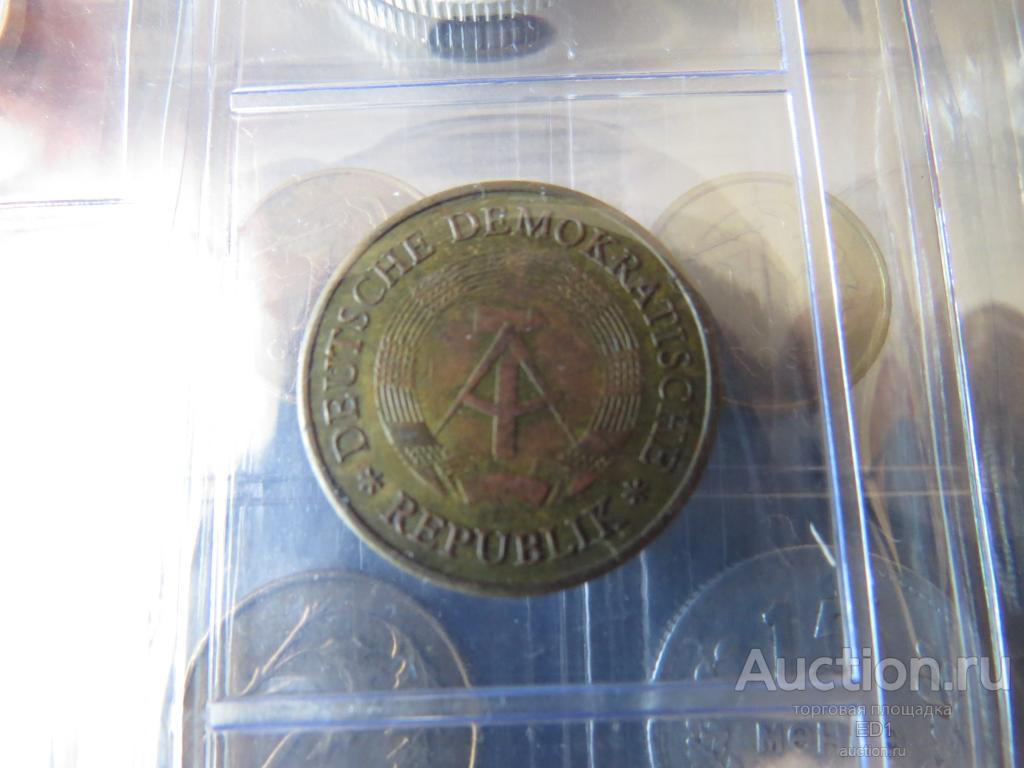 DEUTSCHE DEMOKRATISCHE
* REPUBLIK *
Auction.ru
торговая площадка
ED1
auction.ru